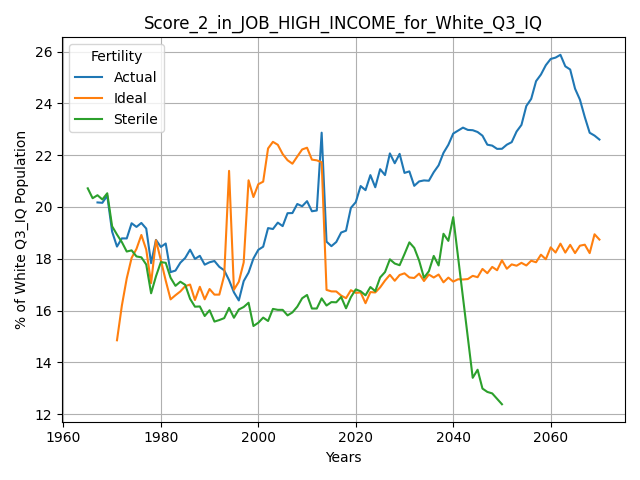 Score_2_in_JOB_HIGH_INCOME_for_White_Q3_IQ
Fertility
Actual
Ideal
Sterile
% of White Q3_IQ Population
26
24
22
20
18
16
14
12
1960
1980
2000
2020
2040
2060
Years